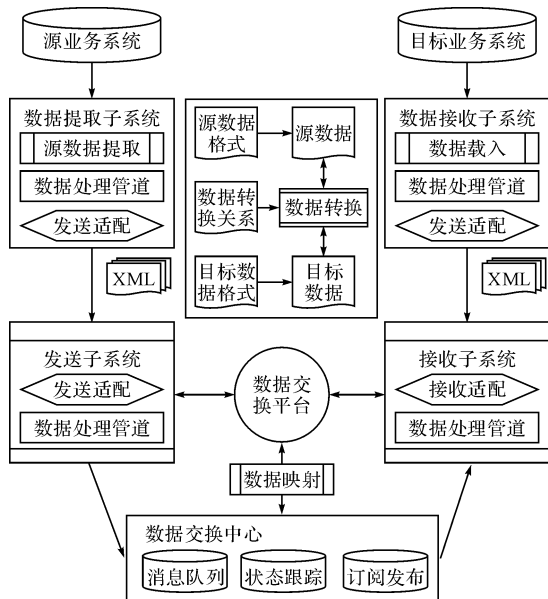 源业务系统
目标业务系统
数据提取子系统
源数据提取
数据处理管道
发送适配
XML
源数据
格式
源数据
数据转
换关系
数据转换
目标数
据格式
目标
数据
数据接收子系统
数据载入
数据处理管道
发送适配
XML
发送子系统
发送适配
数据处理管道
数据交
换平台
接收子系统
接收适配
数据处理管道
数据映射
数据交换中心
消息队列
状态跟踪
订阅发布